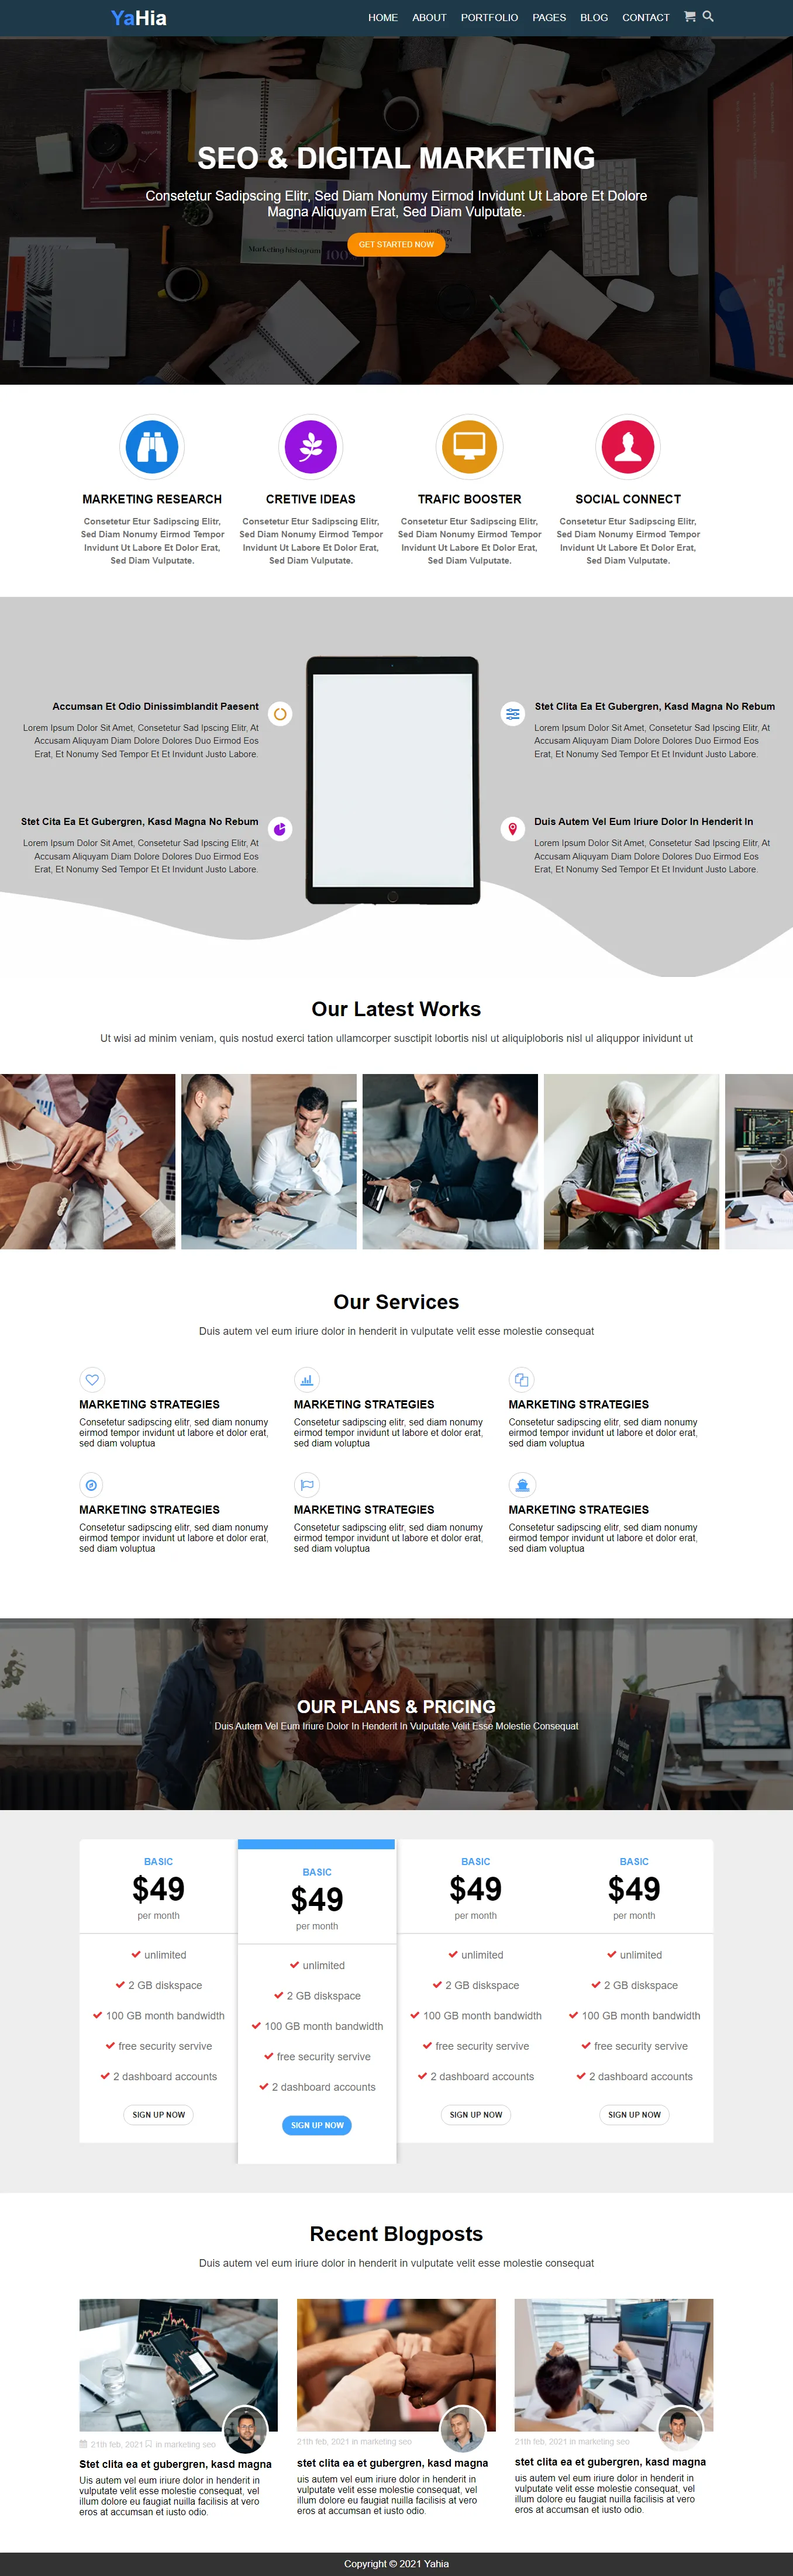 YaHia
HOME ABOUT PORTFOLIO PAGES BLOG CONTACT
SEO & DIGITAL MARKETING
Consetetur Sadipscing Elitr, Sed Diam Nonumy Eirmod Invidunt Ut Labore Et Dolore
Magna Aliquyam Erat, Sed Diam Vulputate.
GET STARTED NOW
Marketing histogram
100
The Digital
Evolution
MARKETING RESEARCH
Consetetur Etur Sadipscing Elitr,
Sed Diam Nonumy Eirmod Tempor
Invidunt Ut Labore Et Dolor Erat,
Sed Diam Vulputate.
CRETIVE IDEAS
Consetetur Etur Sadipscing Elitr,
Sed Diam Nonumy Eirmod Tempor
Invidunt Ut Labore Et Dolor Erat,
Sed Diam Vulputate.
TRAFIC BOOSTER
Consetetur Etur Sadipscing Elitr,
Sed Diam Nonumy Eirmod Tempor
Invidunt Ut Labore Et Dolor Erat,
Sed Diam Vulputate.
SOCIAL CONNECT
Consetetur Etur Sadipscing Elitr,
Sed Diam Nonumy Eirmod Tempor
Invidunt Ut Labore Et Dolor Erat,
Sed Diam Vulputate.
Accumsan Et Odio Dinissimblandit Paesent
Lorem Ipsum Dolor Sit Amet, Consetetur Sad Ipscing Elitr, At
Accusam Aliquyam Diam Dolore Dolores Duo Eirmod Eos
Erat, Et Nonumy Sed Tempor Et Et Invidunt Justo Labore.
Stet Cita Ea Et Gubergren, Kasd Magna No Rebum
Lorem Ipsum Dolor Sit Amet, Consetetur Sad Ipscing Elitr, At
Accusam Aliquyam Diam Dolore Dolores Duo Eirmod Eos
Erat, Et Nonumy Sed Tempor Et Et Invidunt Justo Labore.
Stet Clita Ea Et Gubergren, Kasd Magna No Rebum
Lorem Ipsum Dolor Sit Amet, Consetetur Sad Ipscing Elitr, At
Accusam Aliquyam Diam Dolore Dolores Duo Eirmod Eos
Erat, Et Nonumy Sed Tempor Et Et Invidunt Justo Labore.
Duis Autem Vel Eum Iriure Dolor In Henderit In
Lorem Ipsum Dolor Sit Amet, Consetetur Sad Ipscing Elitr, At
Accusam Aliquyam Diam Dolore Dolores Duo Eirmod Eos
Erat, Et Nonumy Sed Tempor Et Et Invidunt Justo Labore.
Our Latest Works
Ut wisi ad minim veniam, quis nostud exerci tation ullamcorper susctipit lobortis nisl ut aliquiploboris nisl ul aliquppor inividunt ut
Our Services
Duis autem vel eum iriure dolor in henderit in vulputate velit esse molestie consequat
MARKETING STRATEGIES
Consetetur sadipscing elitr, sed diam nonumy
eirmod tempor invidunt ut labore et dolor erat,
sed diam voluptua
MARKETING STRATEGIES
Consetetur sadipscing elitr, sed diam nonumy
eirmod tempor invidunt ut labore et dolor erat,
sed diam voluptua
MARKETING STRATEGIES
Consetetur sadipscing elitr, sed diam nonumy
eirmod tempor invidunt ut labore et dolor erat,
sed diam voluptua
MARKETING STRATEGIES
Consetetur sadipscing elitr, sed diam nonumy
eirmod tempor invidunt ut labore et dolor erat,
sed diam voluptua
MARKETING STRATEGIES
Consetetur sadipscing elitr, sed diam nonumy
eirmod tempor invidunt ut labore et dolor erat,
sed diam voluptua
MARKETING STRATEGIES
Consetetur sadipscing elitr, sed diam nonumy
eirmod tempor invidunt ut labore et dolor erat,
sed diam voluptua
OUR PLANS & PRICING
Duis Autem Vel Eum Iriure Dolor In Henderit In Vulputate Velit Esse Molestie Consequat
BASIC
$49
per month
unlimited
2 GB diskspace
100 GB month bandwidth
free security servive
2 dashboard accounts
SIGN UP NOW
BASIC
$49
per month
unlimited
2 GB diskspace
100 GB month bandwidth
free security servive
2 dashboard accounts
SIGN UP NOW
BASIC
$49
per month
unlimited
2 GB diskspace
100 GB month bandwidth
free security servive
2 dashboard accounts
SIGN UP NOW
BASIC
$49
per month
unlimited
2 GB diskspace
100 GB month bandwidth
free security servive
2 dashboard accounts
SIGN UP NOW
Recent Blogposts
Duis autem vel eum iriure dolor in henderit in vulputate velit esse molestie consequat
21th feb, 2021 in marketing seo
Stet clita ea et gubergren, kasd magna
Uis autem vel eum iriure dolor in henderit in
vulputate velit esse molestie consequat, vel
illum dolore eu faugiat nuilla facilisis at vero
eros at accumsan et iusto odio.
21th feb, 2021 in marketing seo
stet clita ea et gubergren, kasd magna
uis autem vel eum iriure dolor in henderit in
vulputate velit esse molestie consequat, vel
illum dolore eu faugiat nuilla facilisis at vero
eros at accumsan et iusto odio.
21th feb, 2021 in marketing seo
stet clita ea et gubergren, kasd magna
uis autem vel eum iriure dolor in henderit in
vulputate velit esse molestie consequat, vel
illum dolore eu faugiat nuilla facilisis at vero
eros at accumsan et iusto odio.
Copyright © 2021 Yahia